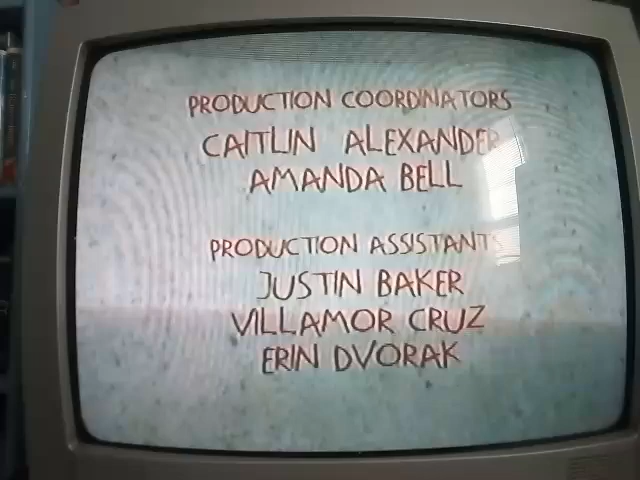 PRODUCTION COORDINATORS
CAITLIN ALEXANDER
AMANDA BELL
PRODUCTION ASSISTANTS
JUSTIN BAKER
VILLAMOR CRUZ
ERIN DVORAK